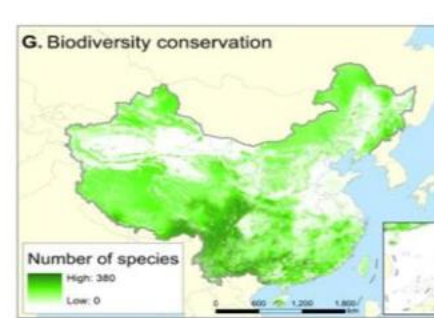 G. Biodiversity conservation
Number of species
High: 380
Low: 0
0 600 1,200 1,800
km